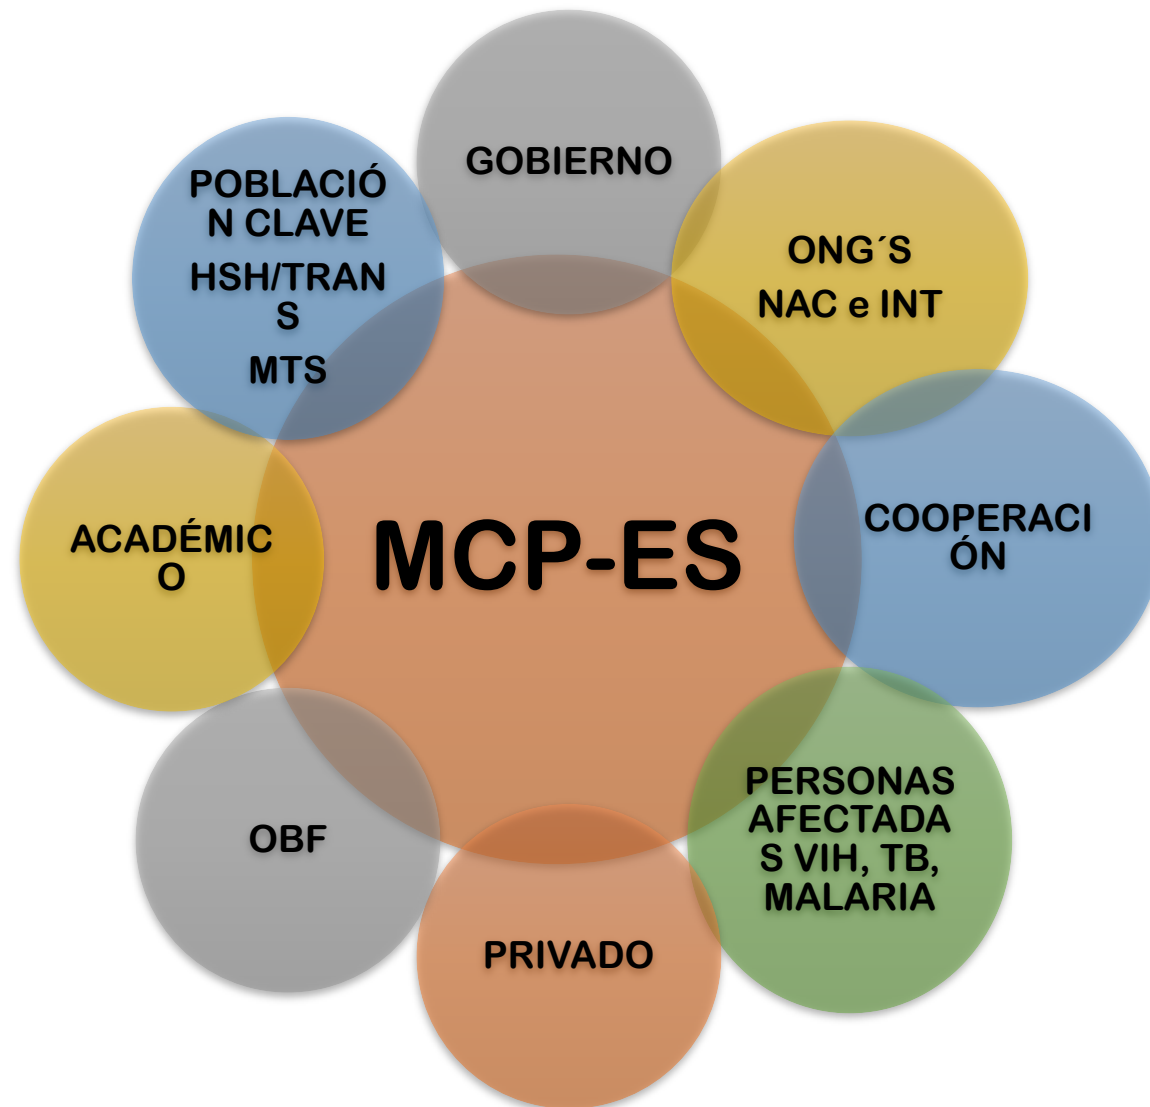 GOBIERNO
ONG´S
NAC e INT
COOPERACI
ÓN
PERSONAS
AFECTADA
S VIH, TB,
MALARIA
PRIVADO
OBF
ACADÉMIC
O
POBLACIÓ
N CLAVE
HSH/TRAN
S
MTS
MCP-ES